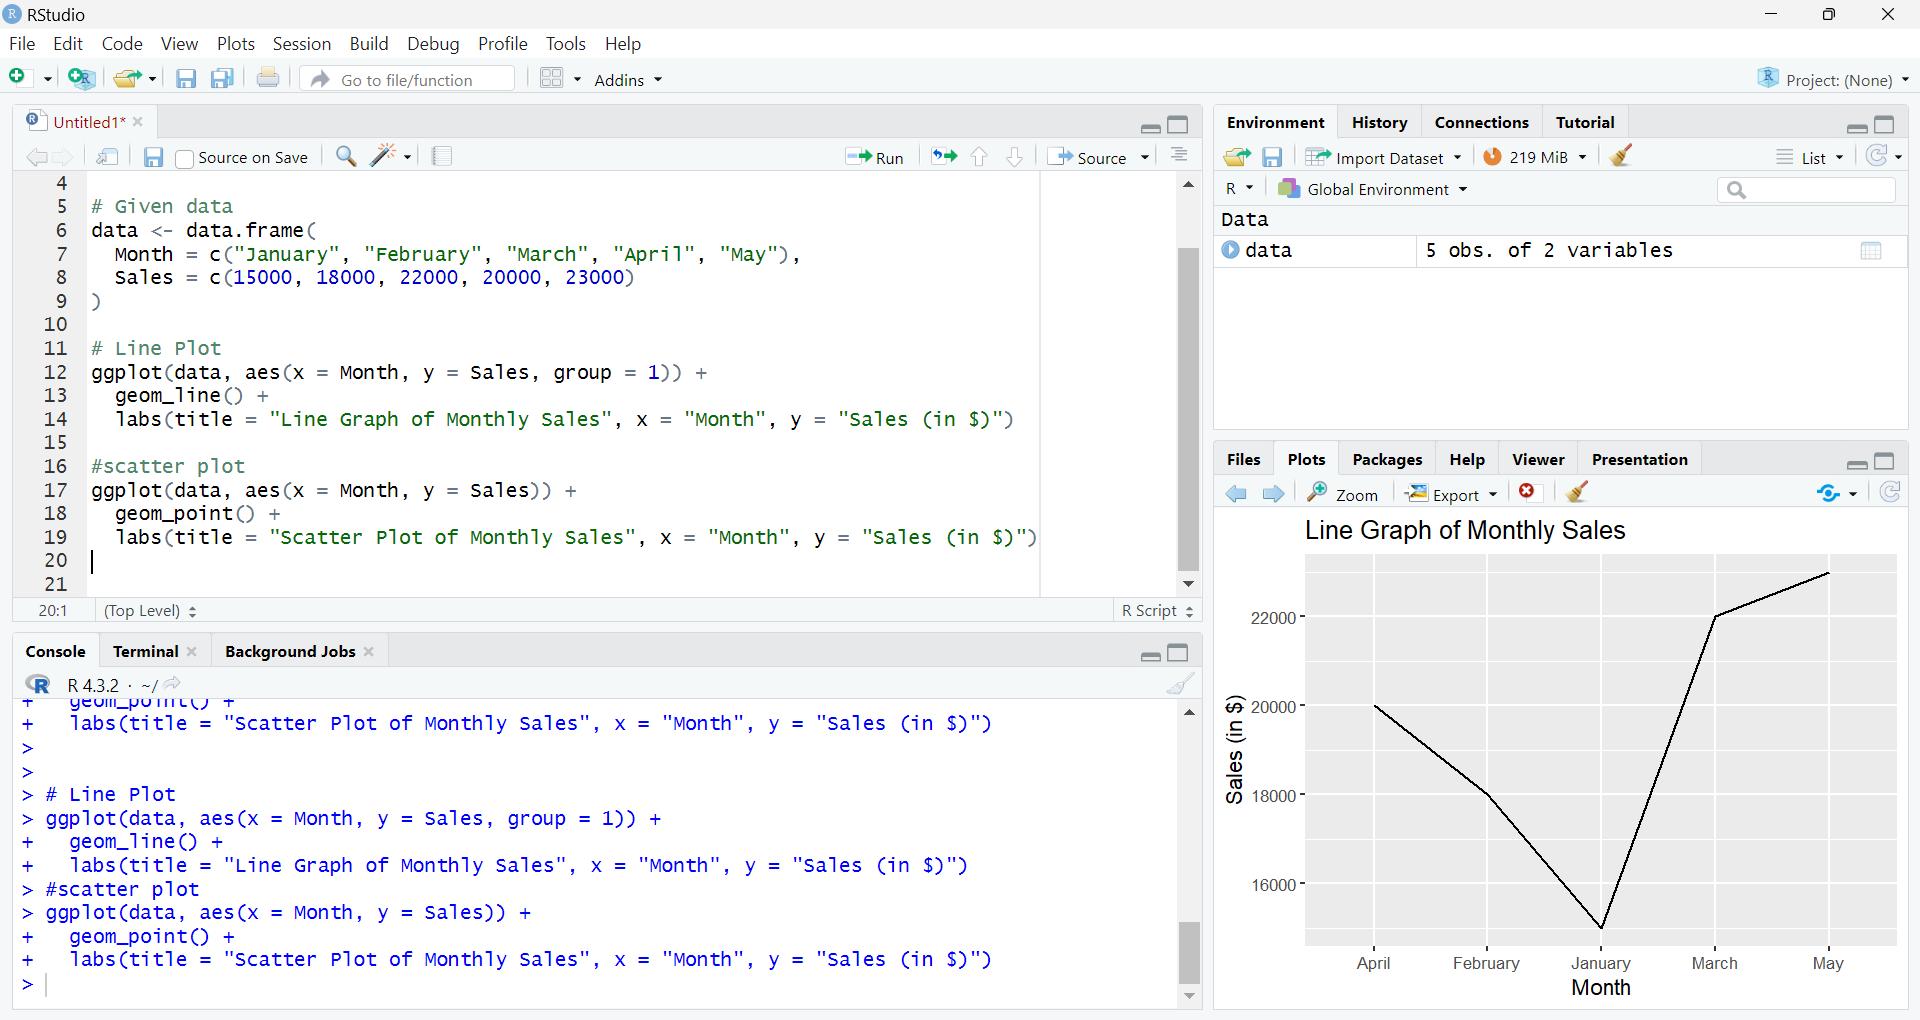 RStudio
File Edit Code View Plots Session Build Debug Profile Tools Help
Go to file/function Addins Project: (None)
Untitled1*
Source on Save Run Source
4
5 # Given data
6 data <- data.frame(
7   Month = c("January", "February", "March", "April", "May"),
8   Sales = c(15000, 18000, 22000, 20000, 23000)
9 )
10
11 # Line Plot
12 ggplot(data, aes(x = Month, y = Sales, group = 1)) +
13   geom_line() +
14   labs(title = "Line Graph of Monthly Sales", x = "Month", y = "Sales (in $)")
15
16 #scatter plot
17 ggplot(data, aes(x = Month, y = Sales)) +
18   geom_point() +
19   labs(title = "Scatter Plot of Monthly Sales", x = "Month", y = "Sales (in $)")
20
21
20:1 (Top Level) R Script
Console Terminal Background Jobs
R R 4.3.2 · ~/
+   geom_point() +
+   labs(title = "Scatter Plot of Monthly Sales", x = "Month", y = "Sales (in $)")
>
>
> # Line Plot
> ggplot(data, aes(x = Month, y = Sales, group = 1)) +
+   geom_line() +
+   labs(title = "Line Graph of Monthly Sales", x = "Month", y = "Sales (in $)")
> #scatter plot
> ggplot(data, aes(x = Month, y = Sales)) +
+   geom_point() +
+   labs(title = "Scatter Plot of Monthly Sales", x = "Month", y = "Sales (in $)")
>
Environment History Connections Tutorial
Import Dataset 219 MiB List
R Global Environment
Data
data 5 obs. of 2 variables
Files Plots Packages Help Viewer Presentation
Zoom Export
Line Graph of Monthly Sales
22000
20000
18000
16000
Sales (in $)
April February January March May
Month